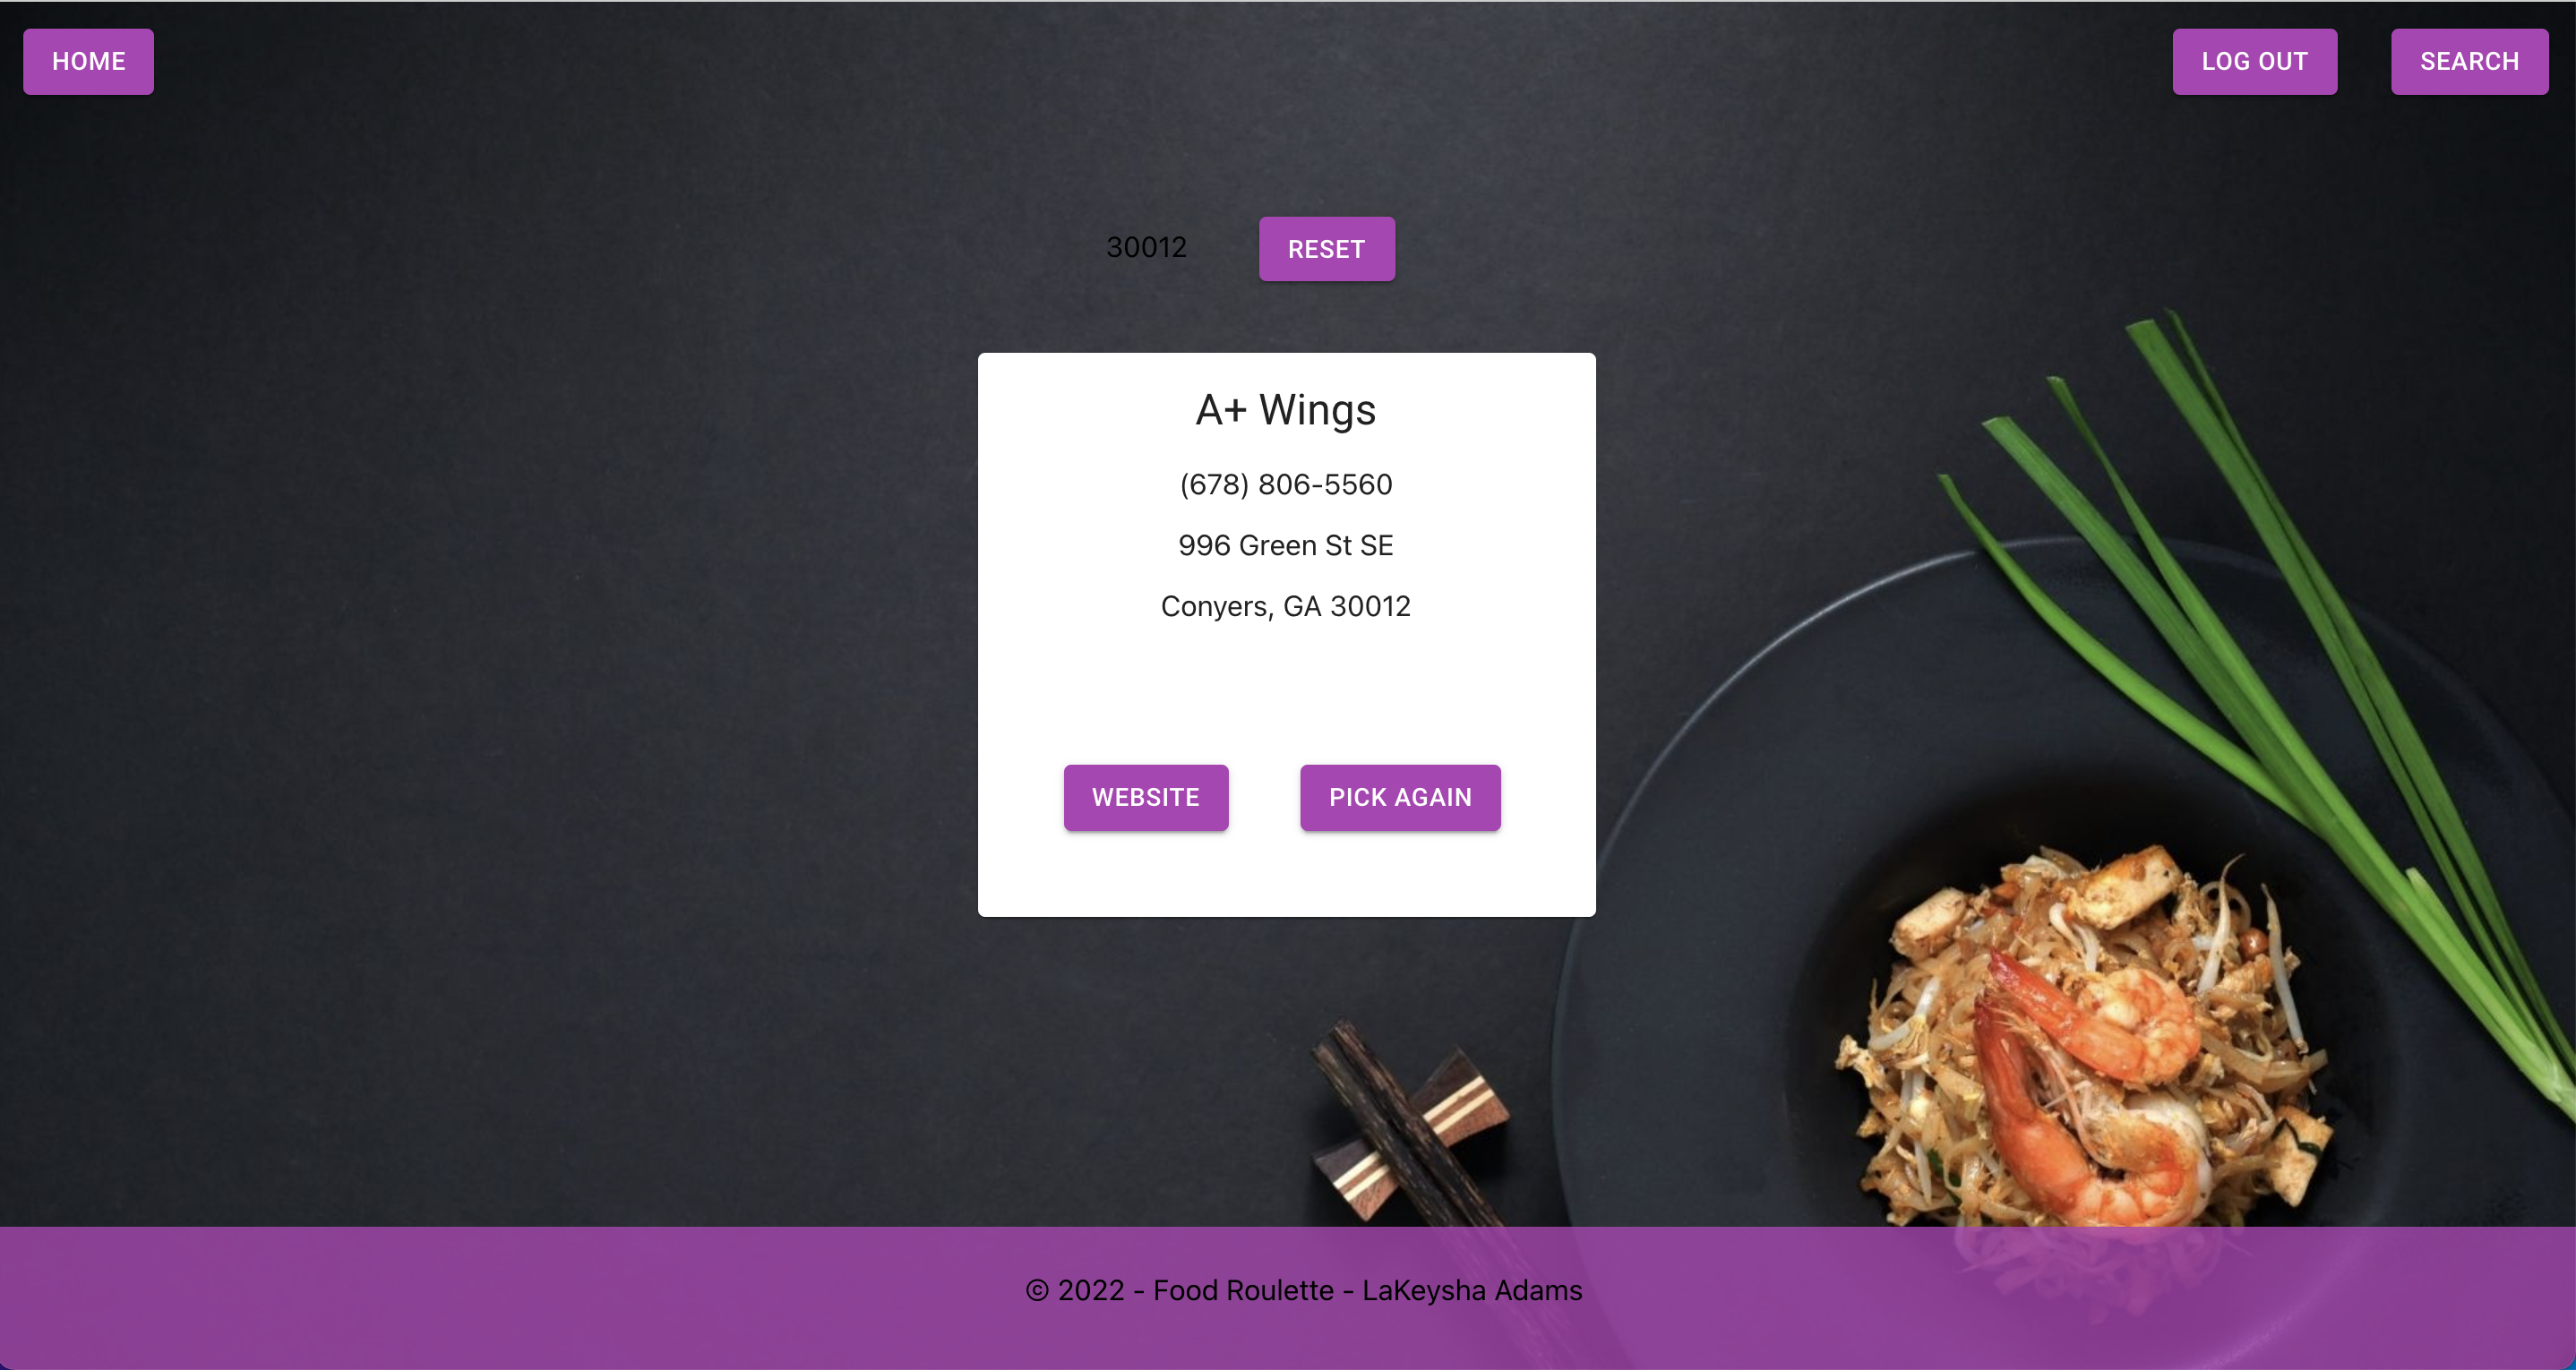 HOME
LOG OUT
SEARCH
30012
RESET
A+ Wings
(678) 806-5560
996 Green St SE
Conyers, GA 30012
WEBSITE
PICK AGAIN
© 2022 - Food Roulette - LaKeysha Adams